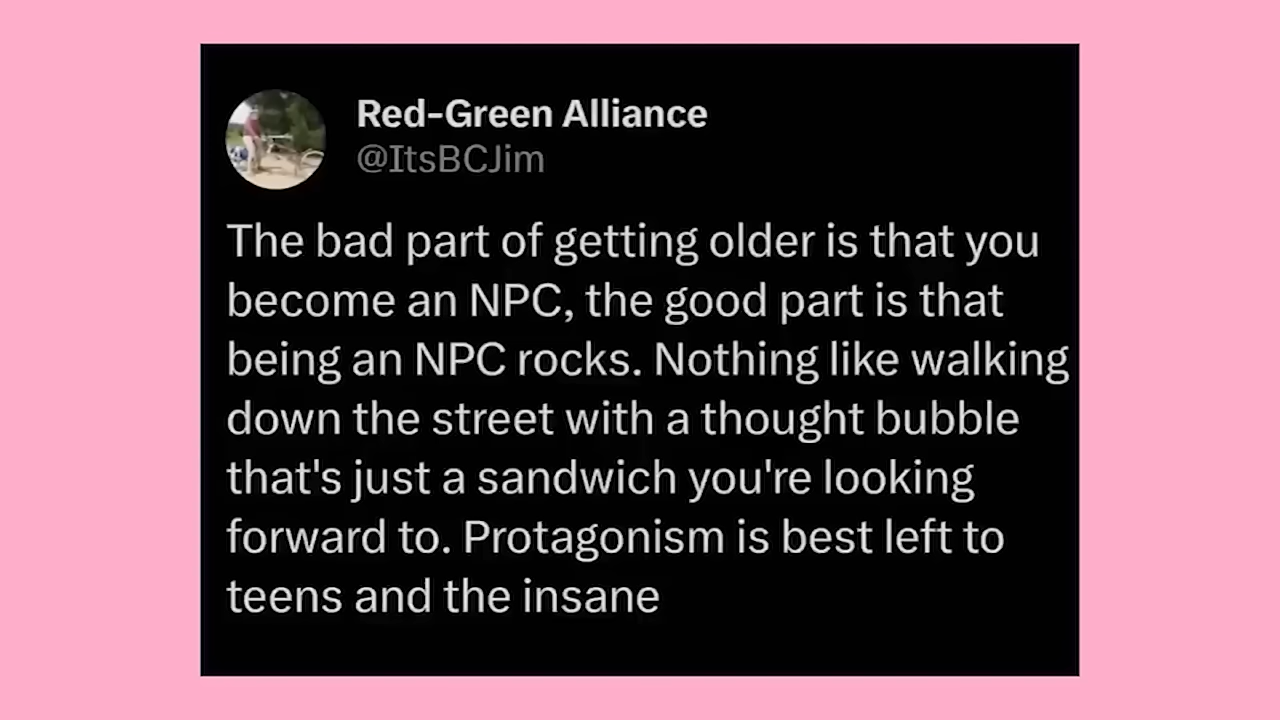 Red-Green Alliance
@ItsBCJim
The bad part of getting older is that you
become an NPC, the good part is that
being an NPC rocks. Nothing like walking
down the street with a thought bubble
that's just a sandwich you're looking
forward to. Protagonism is best left to
teens and the insane